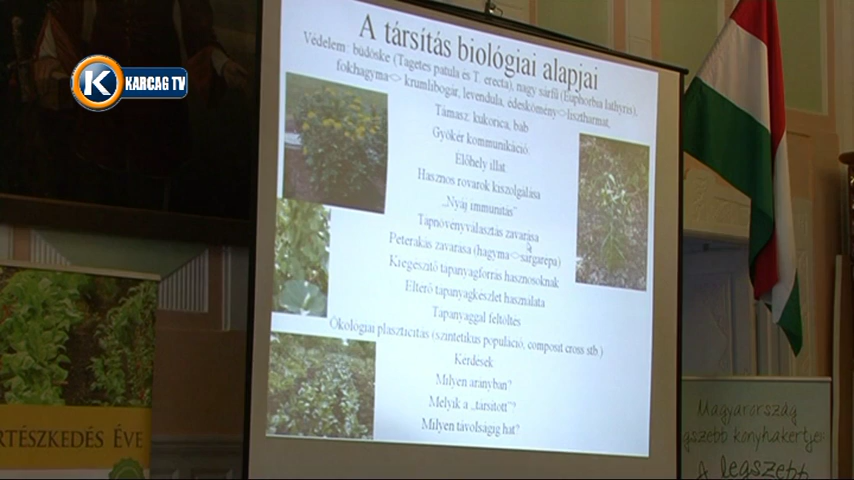 KARCAG TV
A társítás biológiai alapjai
Védelem: büdöske (Tagetes patula és T. erecta), nagy sárfű (Euphorbia lathyris),
fokhagyma<=> krumlibogár, levendula, édeskömény<=>lisztharmat,
Támasz: kukorica, bab
Gyökér kommunikáció:
Élőhely illat
Hasznos rovarok kiszolgálása
„Nyáj immunitás”
Tápnövényválasztás zavarása
Peterakás zavarása (hagyma<=>sárgarépa)
Kiegészítő tápanyagforrás hasznosoknak
Eltérő tápanyagkészlet használata
Tápanyaggal feltöltés
Ökológiai plaszticitás (szintetikus populáció, composit cross stb.)
Kérdések
Milyen arányban?
Melyik a „társított”?
Milyen távolságig hat?
RTÉSZKEDÉS ÉVE
Magyarország
gszebb konyhakertjei
A legszebb